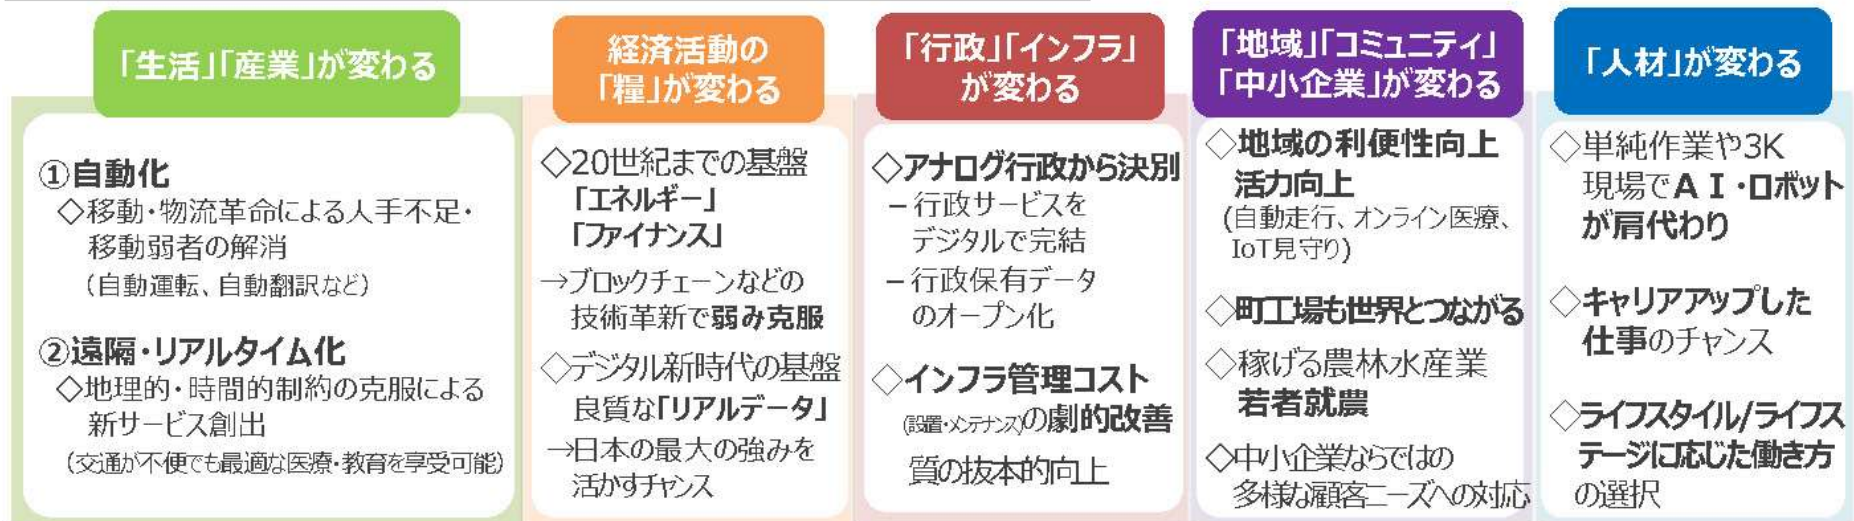 「生活」「産業」が変わる
①自動化
◇移動・物流革命による人手不足・
移動弱者の解消
（自動運転、自動翻訳など）
②遠隔・リアルタイム化
◇地理的・時間的制約の克服による
新サービス創出
（交通が不便でも最適な医療・教育を享受可能）
経済活動の
「糧」が変わる
◇20世紀までの基盤
「エネルギー」
「ファイナンス」
→ブロックチェーンなどの
技術革新で弱み克服
◇デジタル新時代の基盤
良質な「リアルデータ」
→日本の最大の強みを
活かすチャンス
「行政」「インフラ」
が変わる
◇アナログ行政から決別
－行政サービスを
デジタルで完結
－行政保有データ
のオープン化
◇インフラ管理コスト
(設置・メンテナンス)の劇的改善
質の抜本的向上
「地域」「コミュニティ」
「中小企業」が変わる
◇地域の利便性向上
活力向上
(自動走行、オンライン医療、
IoT見守り)
◇町工場も世界とつながる
◇稼げる農林水産業
若者就農
◇中小企業ならではの
多様な顧客ニーズへの対応
「人材」が変わる
◇単純作業や3K
現場でＡＩ・ロボット
が肩代わり
◇キャリアアップした
仕事のチャンス
◇ライフスタイル/ライフス
テージに応じた働き方
の選択